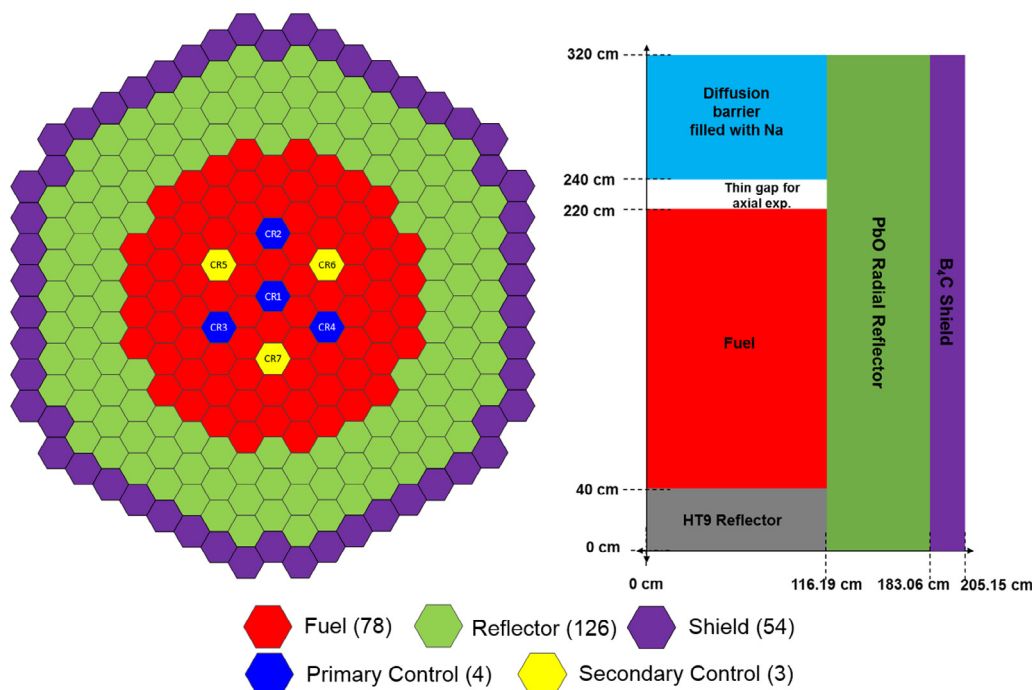 CR2
CR5
CR6
CR1
CR3
CR4
CR7
320 cm
240 cm
220 cm
40 cm
0 cm
Diffusion
barrier
filled with Na
Thin gap for
axial exp.
Fuel
HT9 Reflector
PbO Radial Reflector
B₄C Shield
0 cm
116.19 cm
183.06 cm
205.15 cm
Fuel (78)
Reflector (126)
Shield (54)
Primary Control (4)
Secondary Control (3)